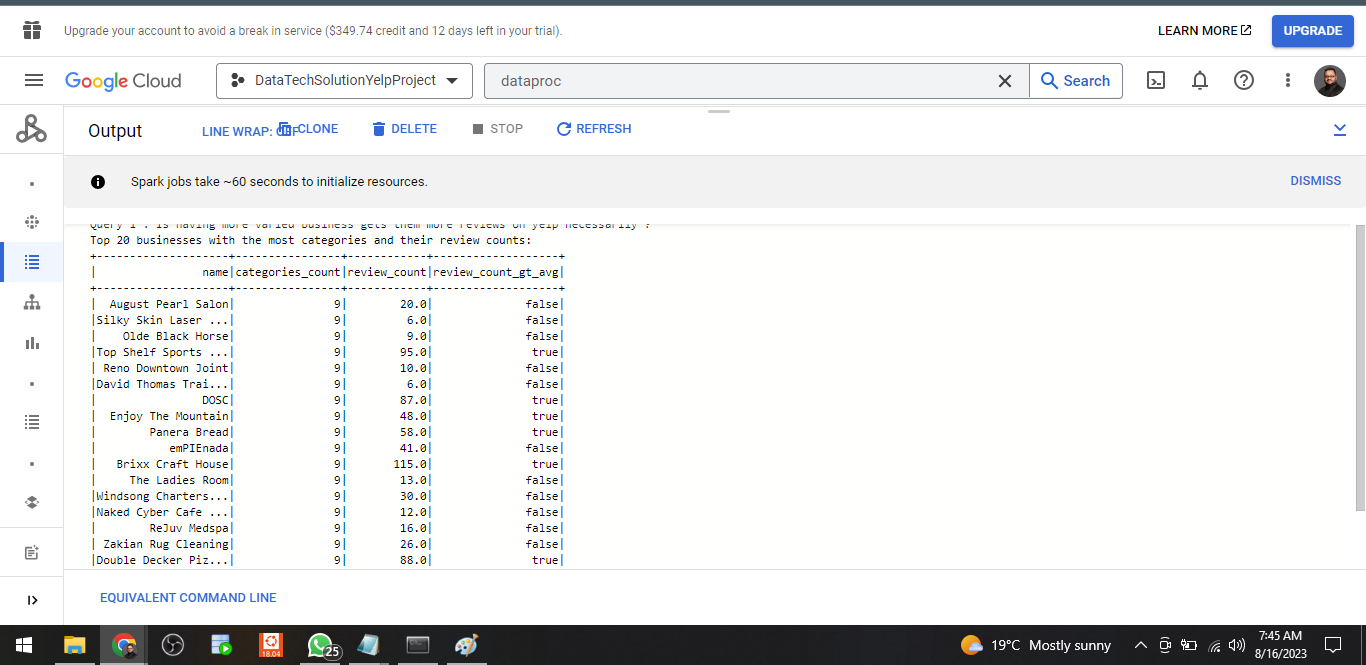 Upgrade your account to avoid a break in service ($349.74 credit and 12 days left in your trial).
LEARN MORE
UPGRADE
Google Cloud
DataTechSolutionYelpProject
dataproc
Search
Output
LINE WRAP: OFF
CLONE
DELETE
STOP
REFRESH
Spark jobs take ~60 seconds to initialize resources.
DISMISS
Query 1 : is having more varied business gets them more reviews on yelp necessarily ?
Top 20 businesses with the most categories and their review counts:
+--------------------+----------------+------------+-------------------+
|                name|categories_count|review_count|review_count_gt_avg|
+--------------------+----------------+------------+-------------------+
|  August Pearl Salon|               9|        20.0|              false|
|Silky Skin Laser ...|               9|         6.0|              false|
|    Olde Black Horse|               9|         9.0|              false|
|Top Shelf Sports ...|               9|        95.0|               true|
| Reno Downtown Joint|               9|        10.0|              false|
|David Thomas Trai...|               9|         6.0|              false|
|                DOSC|               9|        87.0|               true|
|  Enjoy The Mountain|               9|        48.0|               true|
|        Panera Bread|               9|        58.0|               true|
|           emPIEnada|               9|        41.0|              false|
|   Brixx Craft House|               9|       115.0|               true|
|     The Ladies Room|               9|        13.0|              false|
|Windsong Charters...|               9|        30.0|              false|
|Naked Cyber Cafe ...|               9|        12.0|              false|
|        ReJuv Medspa|               9|        16.0|              false|
| Zakian Rug Cleaning|               9|        26.0|              false|
|Double Decker Piz...|               9|        88.0|               true|
EQUIVALENT COMMAND LINE
18.04
25
19°C Mostly sunny
7:45 AM
8/16/2023